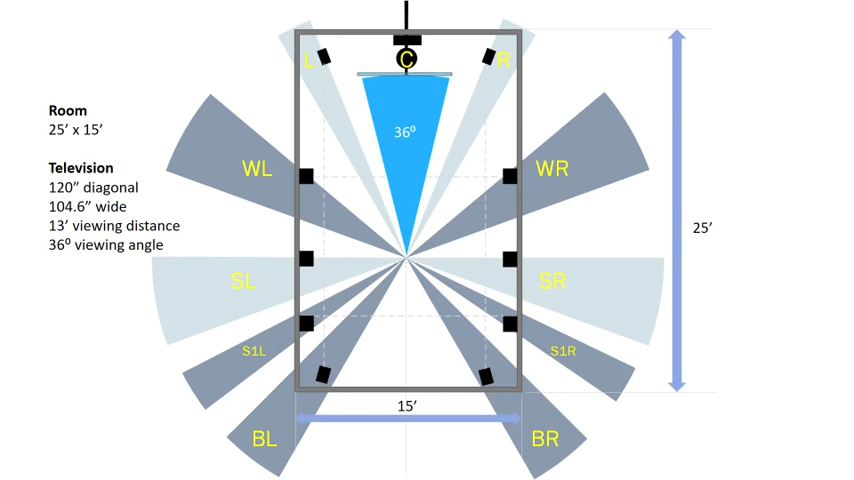 L
C
R
36⁰
Room
25’ x 15’
Television
120” diagonal
104.6” wide
13’ viewing distance
36⁰ viewing angle
WL
WR
25’
SL
SR
S1L
S1R
15’
BL
BR